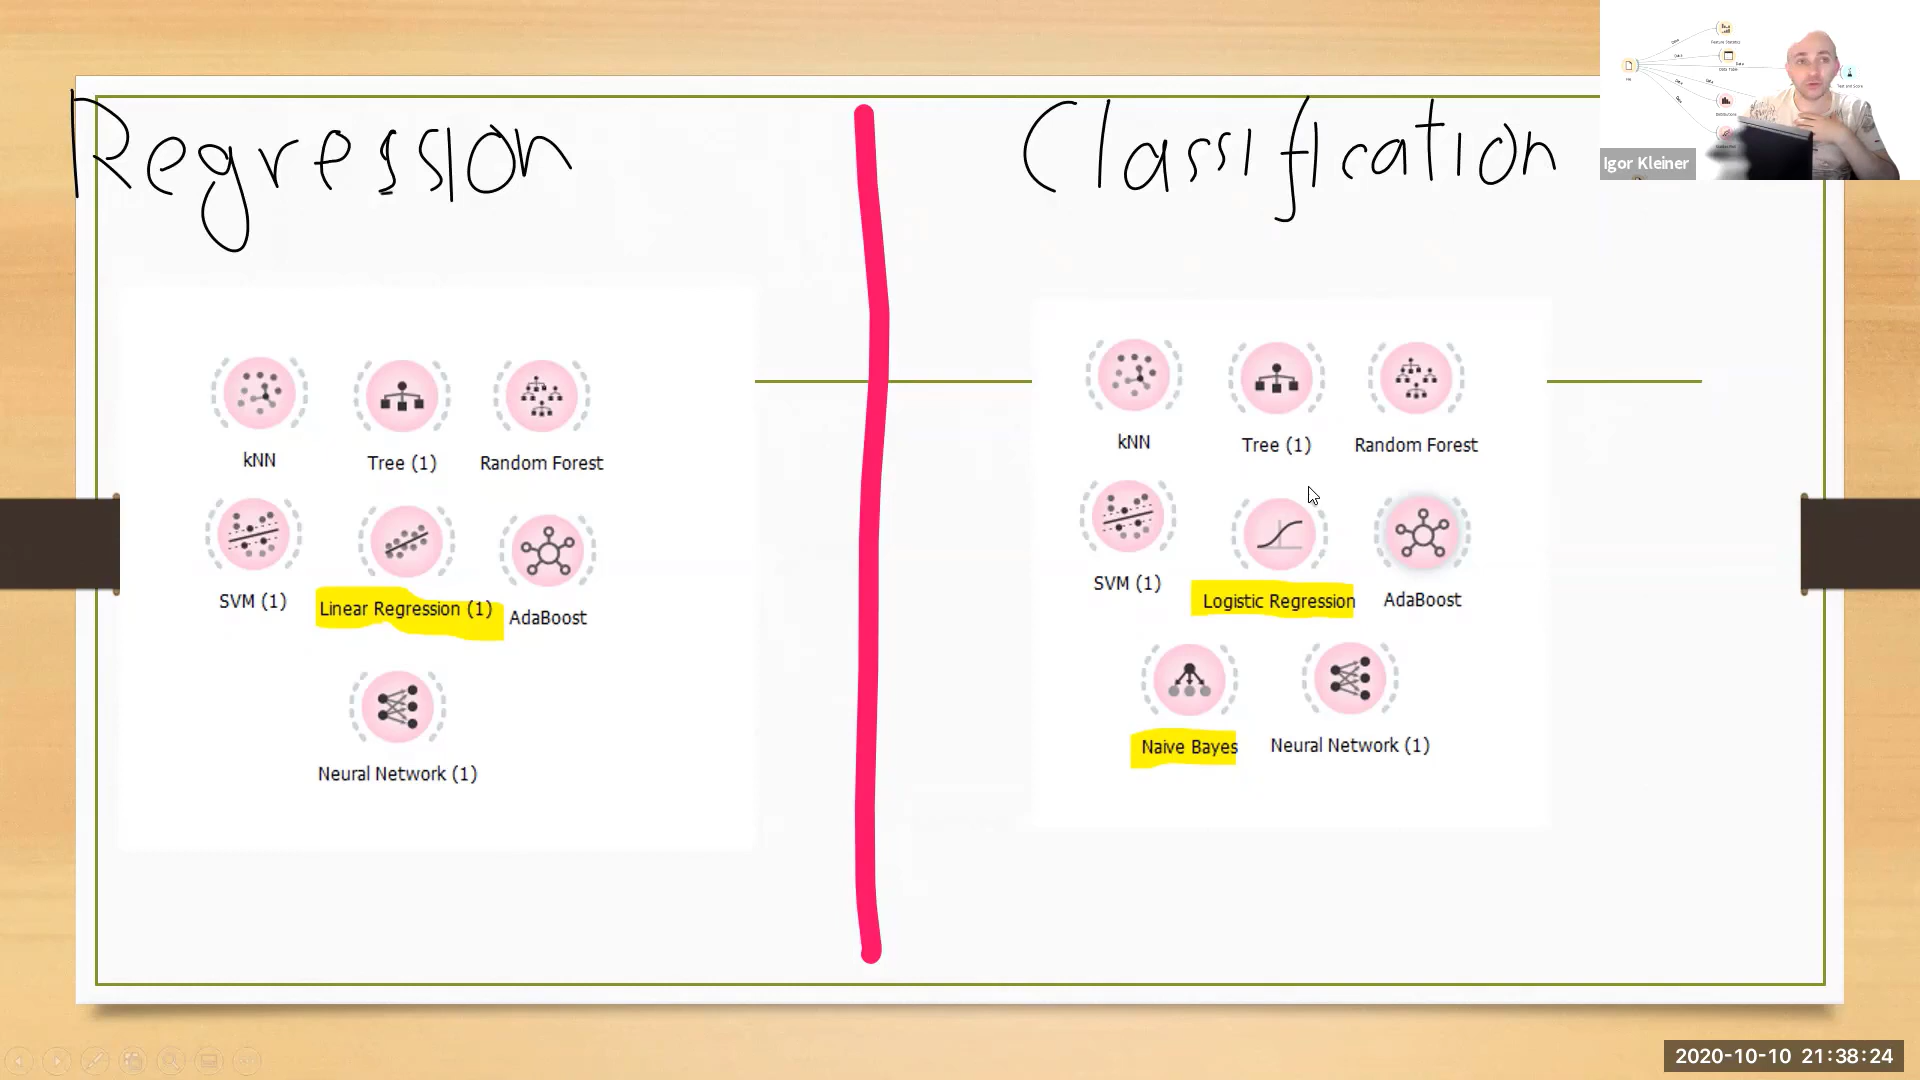 Regression
Classification
Igor Kleiner
kNN
Tree (1)
Random Forest
SVM (1)
Linear Regression (1)
AdaBoost
Neural Network (1)
kNN
Tree (1)
Random Forest
SVM (1)
Logistic Regression
AdaBoost
Naive Bayes
Neural Network (1)
2020-10-10 21:38:24